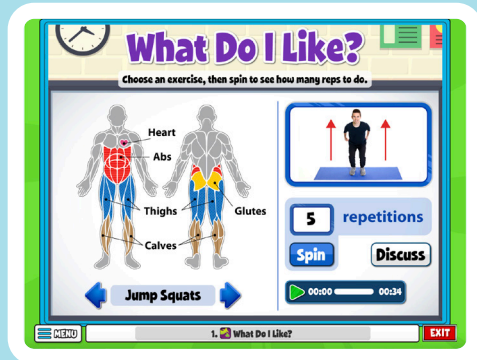 What Do I Like?
Choose an exercise, then spin to see how many reps to do.
Heart
Abs
Thighs
Glutes
Calves
Jump Squats
5 repetitions
Spin
Discuss
00:00
00:34
MENU
1. What Do I Like?
EXIT